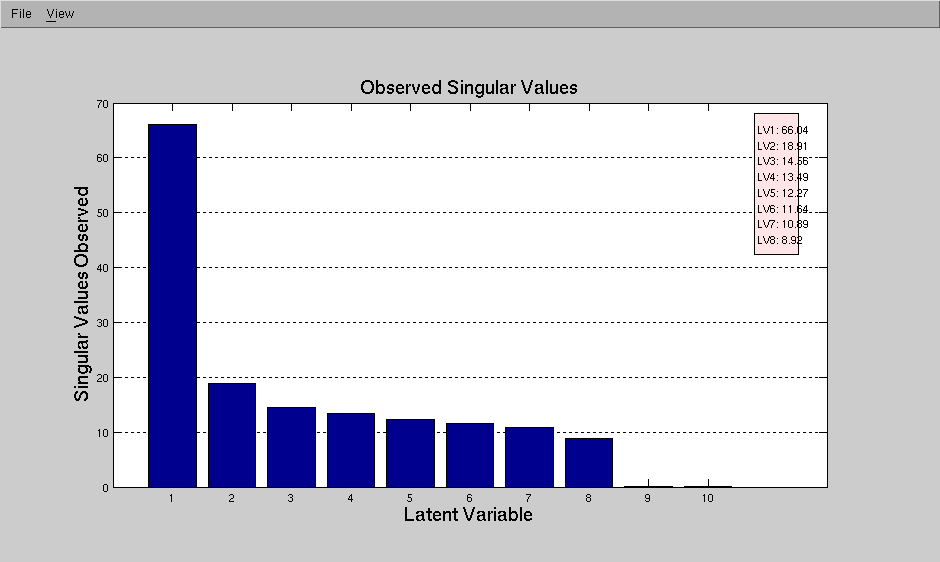 File View
Observed Singular Values
70
60
50
40
30
20
10
0
Singular Values Observed
LV1: 66.04
LV2: 18.91
LV3: 14.56
LV4: 13.49
LV5: 12.27
LV6: 11.64
LV7: 10.89
LV8: 8.92
1 2 3 4 5 6 7 8 9 10
Latent Variable